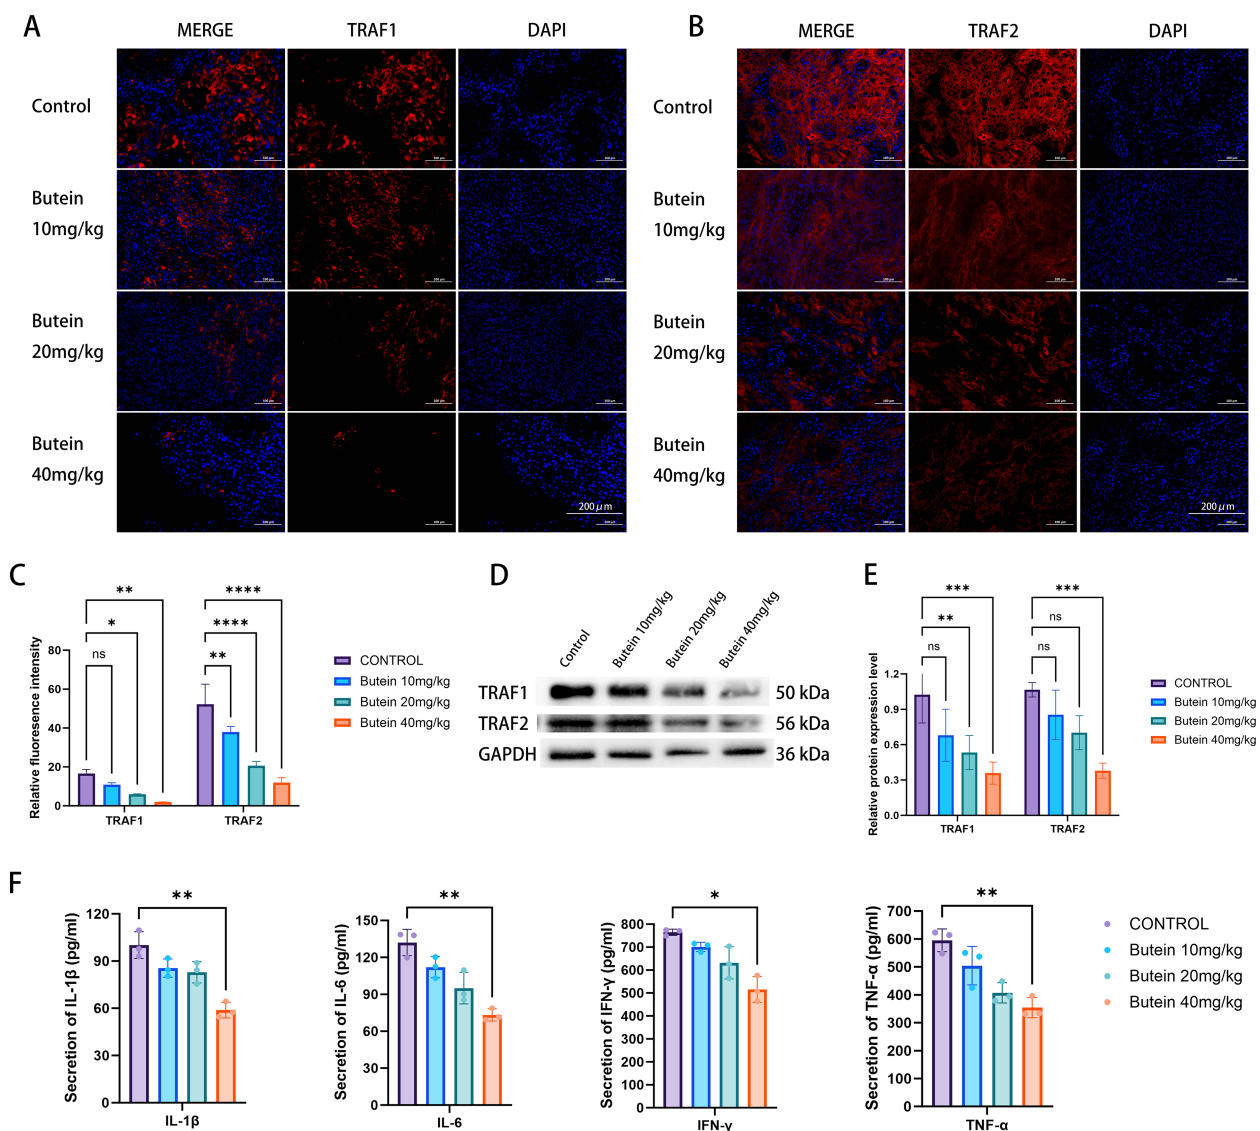 A
MERGE TRAF1 DAPI
Control
Butein
10mg/kg
Butein
20mg/kg
Butein
40mg/kg
100 μm
200μm
B
MERGE TRAF2 DAPI
Control
Butein
10mg/kg
Butein
20mg/kg
Butein
40mg/kg
100 μm
200μm
C
Relative fluorescence intensity
80
60
40
20
0
ns
*
**
**
****
****
TRAF1 TRAF2
CONTROL
Butein 10mg/kg
Butein 20mg/kg
Butein 40mg/kg
D
Control Butein 10mg/kg Butein 20mg/kg Butein 40mg/kg
TRAF1 50 kDa
TRAF2 56 kDa
GAPDH 36 kDa
E
Relative protein expression level
1.2
0.9
0.6
0.3
0.0
ns
**
***
ns
ns
***
TRAF1 TRAF2
CONTROL
Butein 10mg/kg
Butein 20mg/kg
Butein 40mg/kg
F
Secretion of IL-1β (pg/ml)
120
90
60
30
0
**
IL-1β
Secretion of IL-6 (pg/ml)
150
120
90
60
30
0
**
IL-6
Secretion of IFN-γ (pg/ml)
800
700
600
500
400
300
200
100
0
*
IFN-γ
Secretion of TNF-α (pg/ml)
700
600
500
400
300
200
100
0
**
TNF-α
CONTROL
Butein 10mg/kg
Butein 20mg/kg
Butein 40mg/kg